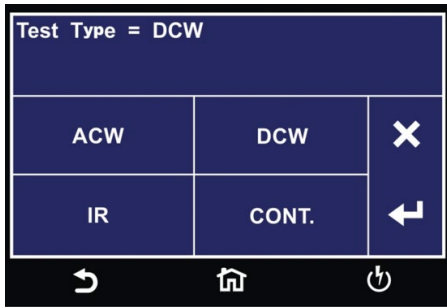 Test Type = DCW
ACW
DCW
IR
CONT.